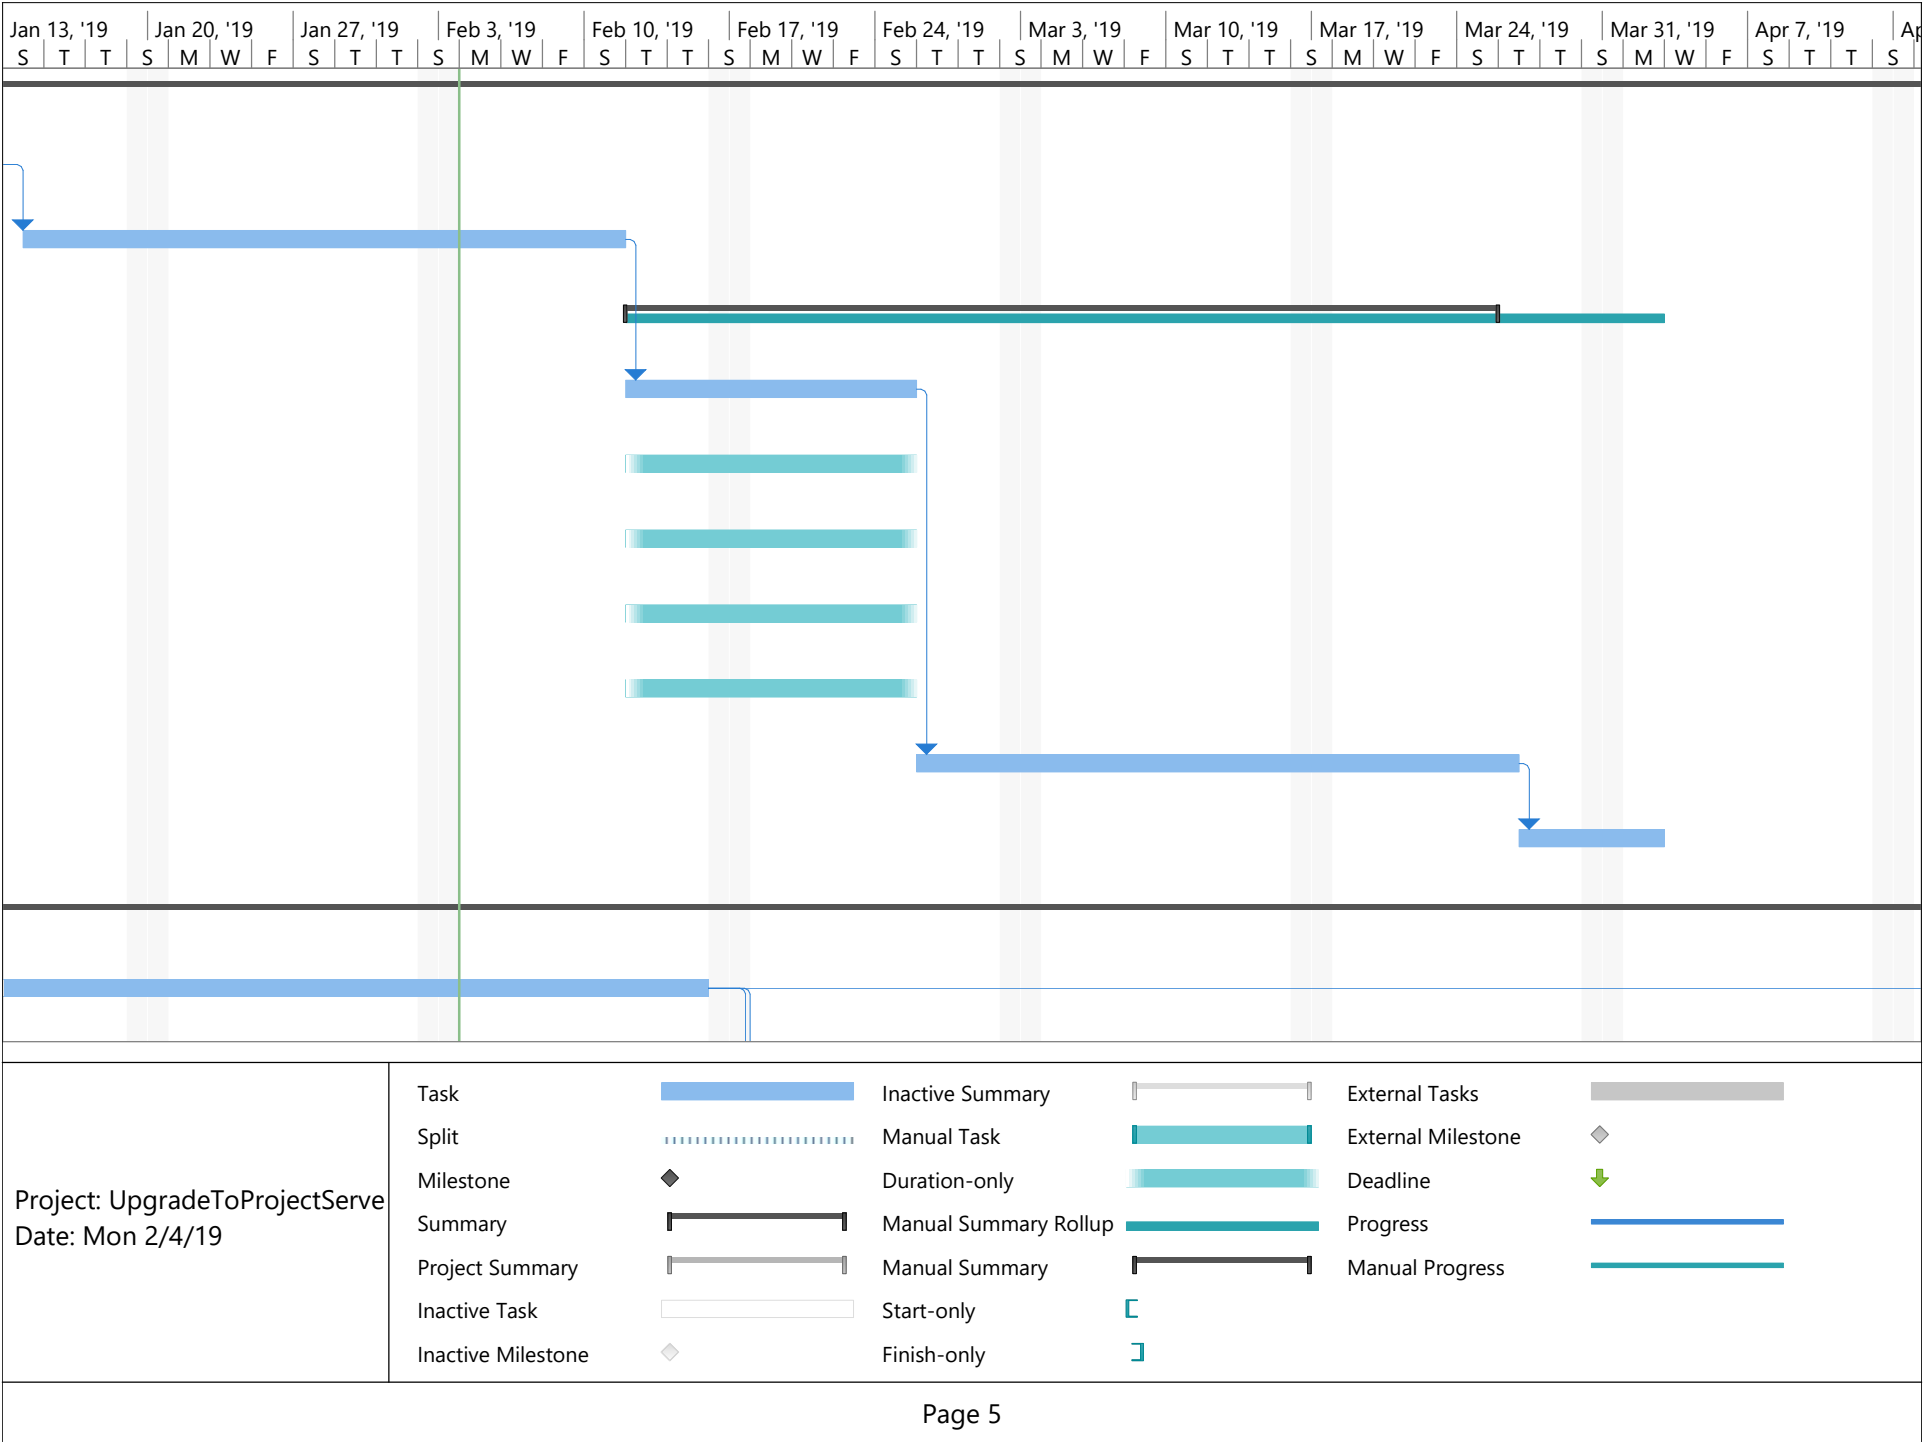 Jan 13, '19 Jan 20, '19 Jan 27, '19 Feb 3, '19 Feb 10, '19 Feb 17, '19 Feb 24, '19 Mar 3, '19 Mar 10, '19 Mar 17, '19 Mar 24, '19 Mar 31, '19 Apr 7, '19 Ap
S T T S M W F S T T S M W F S T T S M W F S T T S M W F S T T S M W F S T T S M W F S T T S
Task Inactive Summary External Tasks
Split Manual Task External Milestone
Milestone Duration-only Deadline
Project: UpgradeToProjectServe
Summary Manual Summary Rollup Progress
Date: Mon 2/4/19
Project Summary Manual Summary Manual Progress
Inactive Task Start-only
Inactive Milestone Finish-only
Page 5